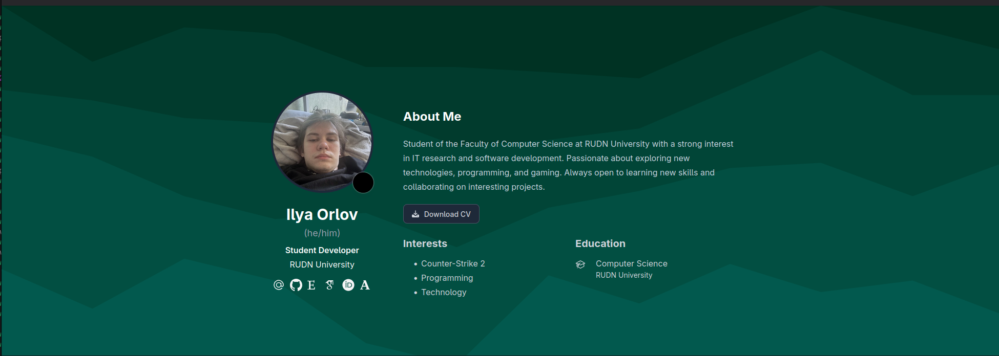 About Me
Student of the Faculty of Computer Science at RUDN University with a strong interest
in IT research and software development. Passionate about exploring new
technologies, programming, and gaming. Always open to learning new skills and
collaborating on interesting projects.
Download CV
Ilya Orlov
(he/him)
Student Developer
RUDN University
Interests
• Counter-Strike 2
• Programming
• Technology
Education
Computer Science
RUDN University